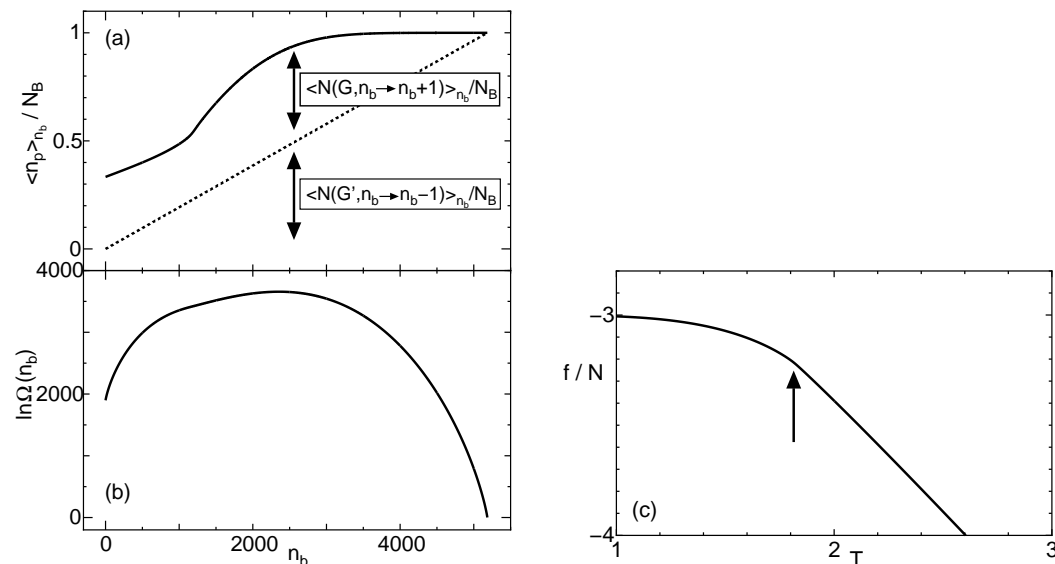 (a)
1
0.5
0
<n_p>_{n_b} / N_B
<N(G,n_b→n_b+1)>_{n_b}/N_B
<N(G',n_b→n_b−1)>_{n_b}/N_B
4000
2000
0
lnΩ(n_b)
(b)
0 2000 4000
n_b
−3
f / N
−4
(c)
1 2 3
T